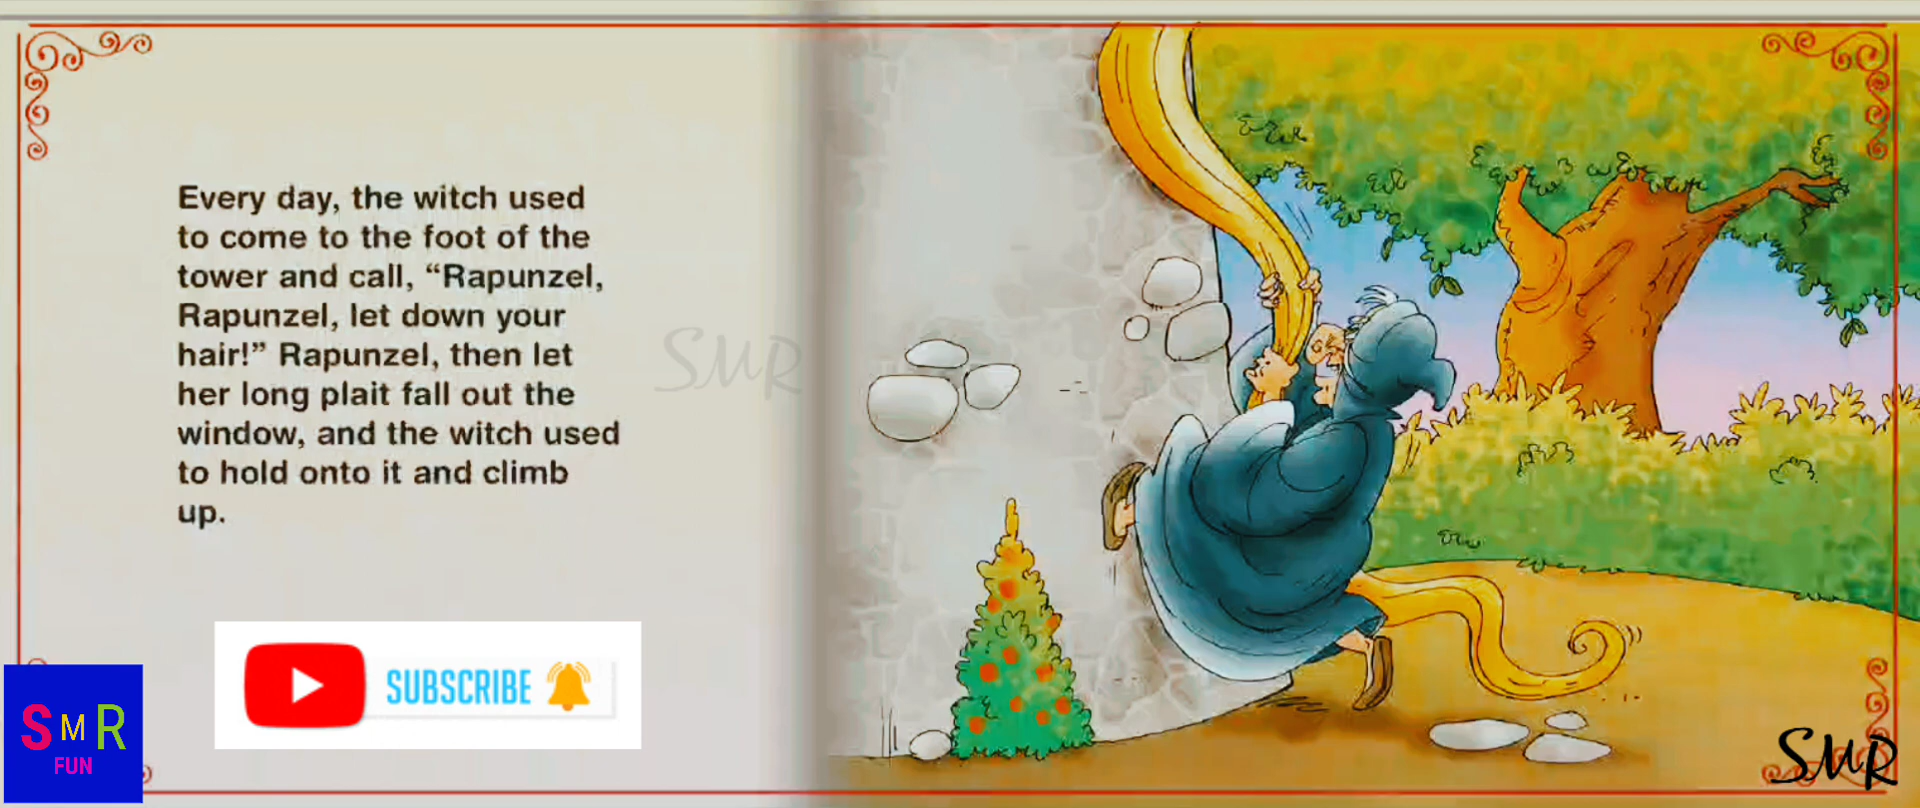 Every day, the witch used
to come to the foot of the
tower and call, “Rapunzel,
Rapunzel, let down your
hair!” Rapunzel, then let
her long plait fall out the
window, and the witch used
to hold onto it and climb
up.
SMR
SUBSCRIBE
SMR
FUN
SMR